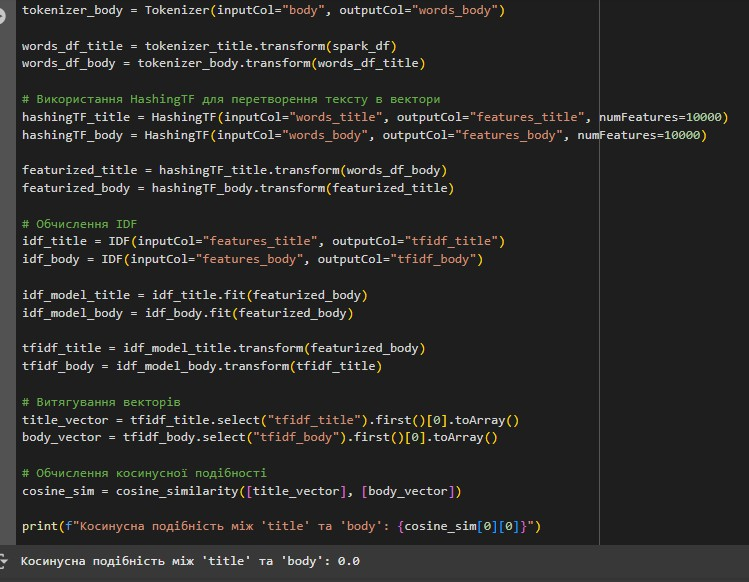 tokenizer_body = Tokenizer(inputCol="body", outputCol="words_body")
words_df_title = tokenizer_title.transform(spark_df)
words_df_body = tokenizer_body.transform(words_df_title)
# Використання HashingTF для перетворення тексту в вектори
hashingTF_title = HashingTF(inputCol="words_title", outputCol="features_title", numFeatures=10000)
hashingTF_body = HashingTF(inputCol="words_body", outputCol="features_body", numFeatures=10000)
featurized_title = hashingTF_title.transform(words_df_body)
featurized_body = hashingTF_body.transform(featurized_title)
# Обчислення IDF
idf_title = IDF(inputCol="features_title", outputCol="tfidf_title")
idf_body = IDF(inputCol="features_body", outputCol="tfidf_body")
idf_model_title = idf_title.fit(featurized_body)
idf_model_body = idf_body.fit(featurized_body)
tfidf_title = idf_model_title.transform(featurized_body)
tfidf_body = idf_model_body.transform(tfidf_title)
# Витягування векторів
title_vector = tfidf_title.select("tfidf_title").first()[0].toArray()
body_vector = tfidf_body.select("tfidf_body").first()[0].toArray()
# Обчислення косинусної подібності
cosine_sim = cosine_similarity([title_vector], [body_vector])
print(f"Косинусна подібність між 'title' та 'body': {cosine_sim[0][0]}")
Косинусна подібність між 'title' та 'body': 0.0